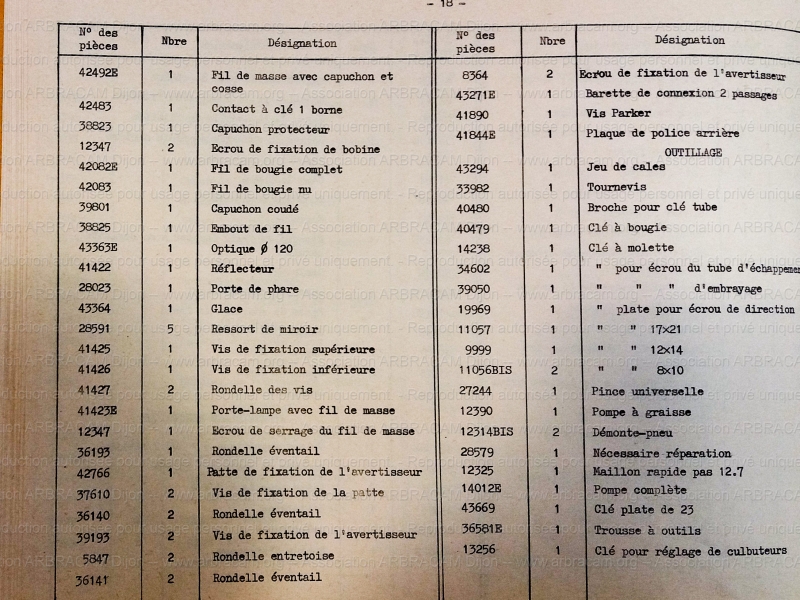 - 18 -
N° des pièces Nbre Désignation
42492E 1 Fil de masse avec capuchon et
cosse
42483 1 Contact à clé 1 borne
38823 1 Capuchon protecteur
12347 2 Ecrou de fixation de bobine
42082E 1 Fil de bougie complet
42083 1 Fil de bougie nu
39801 1 Capuchon coudé
38825 1 Embout de fil
43363E 1 Optique Ø 120
41422 1 Réflecteur
28023 1 Porte de phare
43364 1 Glace
28591 5 Ressort de miroir
41425 1 Vis de fixation supérieure
41426 1 Vis de fixation inférieure
41427 2 Rondelle des vis
41423E 1 Porte-lampe avec fil de masse
12347 1 Ecrou de serrage du fil de masse
36193 1 Rondelle éventail
42766 1 Patte de fixation de l'avertisseur
37610 2 Vis de fixation de la patte
36140 2 Rondelle éventail
39193 2 Vis de fixation de l'avertisseur
5847 2 Rondelle entretoise
36141 2 Rondelle éventail
N° des pièces Nbre Désignation
8364 2 Ecrou de fixation de l'avertisseur
43271E 1 Barette de connexion 2 passages
41890 1 Vis Parker
41844E 1 Plaque de police arrière
OUTILLAGE
43294 1 Jeu de cales
33982 1 Tournevis
40480 1 Broche pour clé tube
40479 1 Clé à bougie
14238 1 Clé à molette
34602 1 " pour écrou du tube d'échappemen
39050 1 " " " d'embrayage
19969 1 " plate pour écrou de direction
11057 1 " " 17x21
9999 1 " " 12x14
11056BIS 2 " " 8x10
27244 1 Pince universelle
12390 1 Pompe à graisse
12314BIS 2 Démonte-pneu
28579 1 Nécessaire réparation
12325 1 Maillon rapide pas 12.7
14012E 1 Pompe complète
43669 1 Clé plate de 23
36581E 1 Trousse à outils
13256 1 Clé pour réglage de culbuteurs